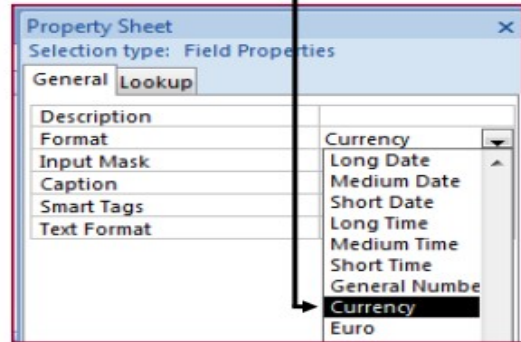 Property Sheet
Selection type: Field Properties
General Lookup
Description
Format Currency
Input Mask Long Date
Caption Medium Date
Smart Tags Short Date
Text Format Long Time
Medium Time
Short Time
General Numbe
Currency
Euro